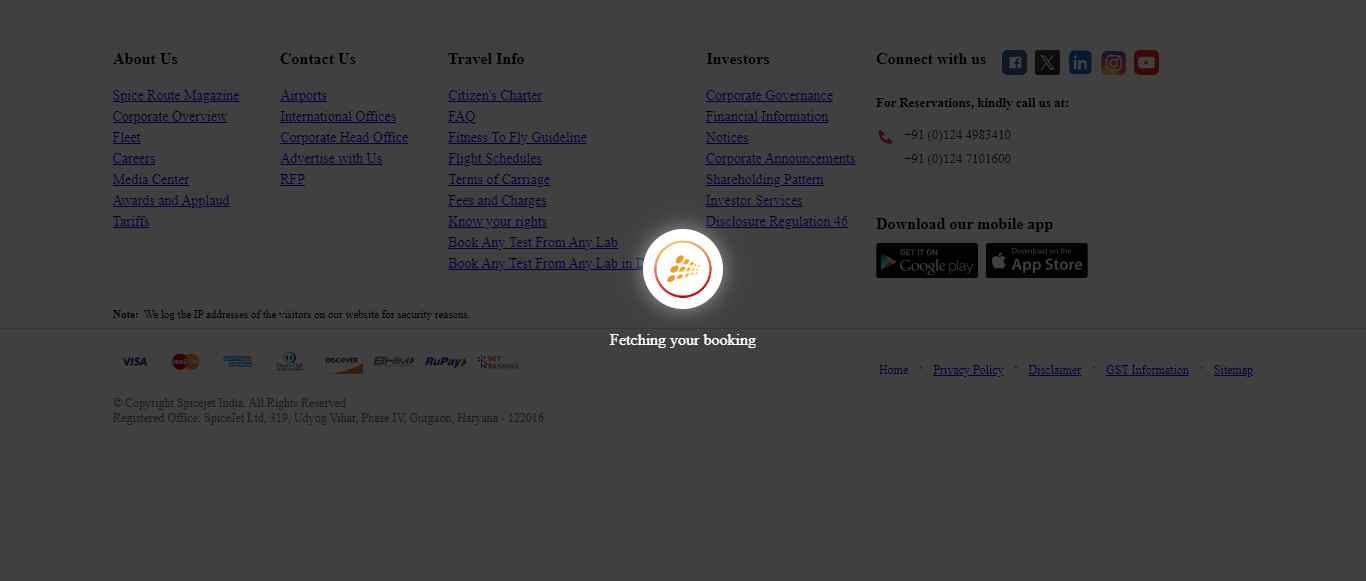 About Us
Spice Route Magazine
Corporate Overview
Fleet
Careers
Media Center
Awards and Applaud
Tariffs
Contact Us
Airports
International Offices
Corporate Head Office
Advertise with Us
RFP
Travel Info
Citizen's Charter
FAQ
Fitness To Fly Guideline
Flight Schedules
Terms of Carriage
Fees and Charges
Know your rights
Book Any Test From Any Lab
Book Any Test From Any Lab in
Investors
Corporate Governance
Financial Information
Notices
Corporate Announcements
Shareholding Pattern
Investor Services
Disclosure Regulation 46
Connect with us
For Reservations, kindly call us at:
+91 (0)124 4983410
+91 (0)124 7101600
Download our mobile app
GET IT ON
Google play
Download on the
App Store
Note: We log the IP addresses of the visitors on our website for security reasons.
Fetching your booking
VISA MasterCard AMERICAN EXPRESS Diners Club DISCOVER BHIM RuPay NET BANKING
Home * Privacy Policy * Disclaimer * GST Information * Sitemap
© Copyright Spicejet India. All Rights Reserved
Registered Office: SpiceJet Ltd, 319, Udyog Vihar, Phase IV, Gurgaon, Haryana - 122016